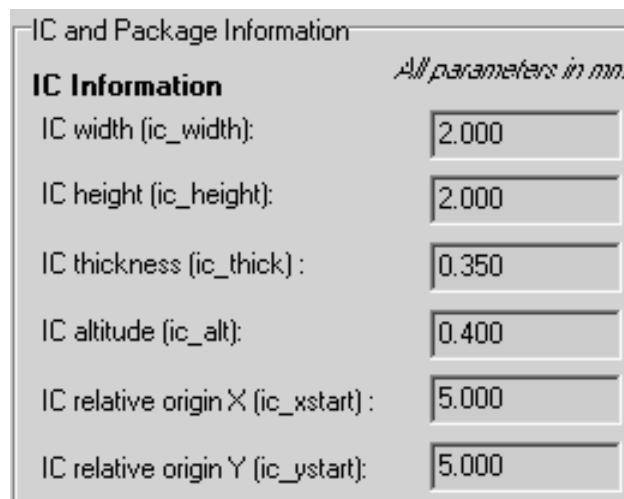 IC and Package Information
All parameters in mm.
IC Information
IC width (ic_width): 2.000
IC height (ic_height): 2.000
IC thickness (ic_thick) : 0.350
IC altitude (ic_alt): 0.400
IC relative origin X (ic_xstart) : 5.000
IC relative origin Y (ic_ystart): 5.000